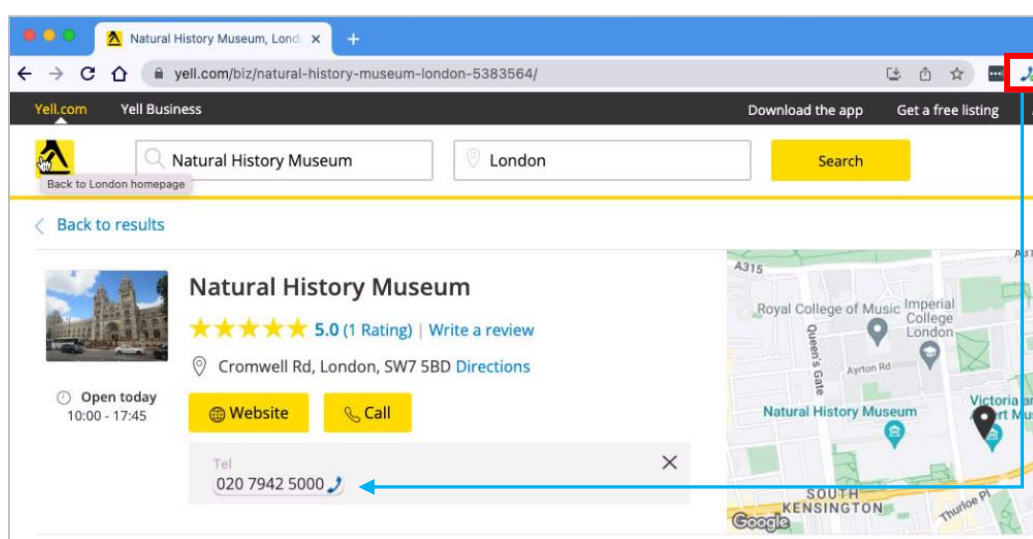 Natural History Museum, Lond
yell.com/biz/natural-history-museum-london-5383564/
Yell.com Yell Business Download the app Get a free listing
Natural History Museum London Search
Back to London homepage
Back to results
Natural History Museum
5.0 (1 Rating) | Write a review
Cromwell Rd, London, SW7 5BD Directions
Open today
10:00 - 17:45
Website Call
Tel
020 7942 5000
A315
Royal College of Music
Imperial
College
London
Queen's Gate
Ayrton Rd
Natural History Museum
Victoria an
rt Mu
SOUTH
KENSINGTON
Thurloe Pl
Google